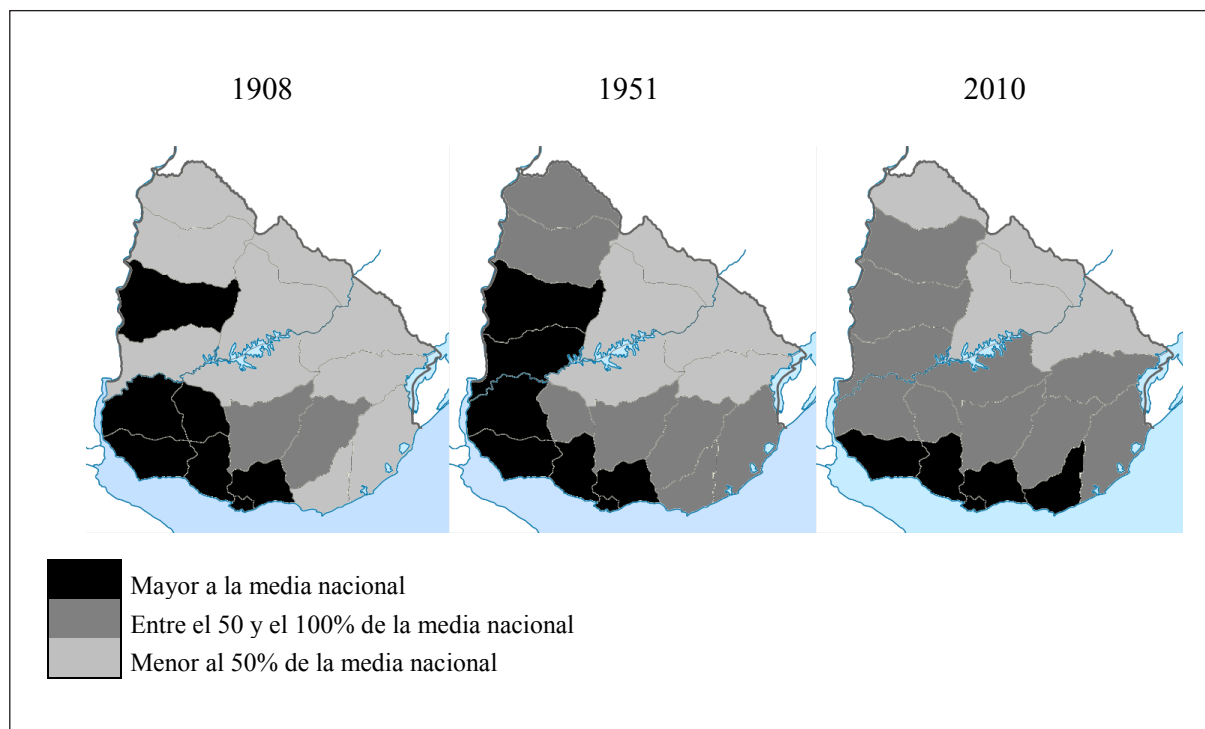 1908
1951
2010
Mayor a la media nacional
Entre el 50 y el 100% de la media nacional
Menor al 50% de la media nacional